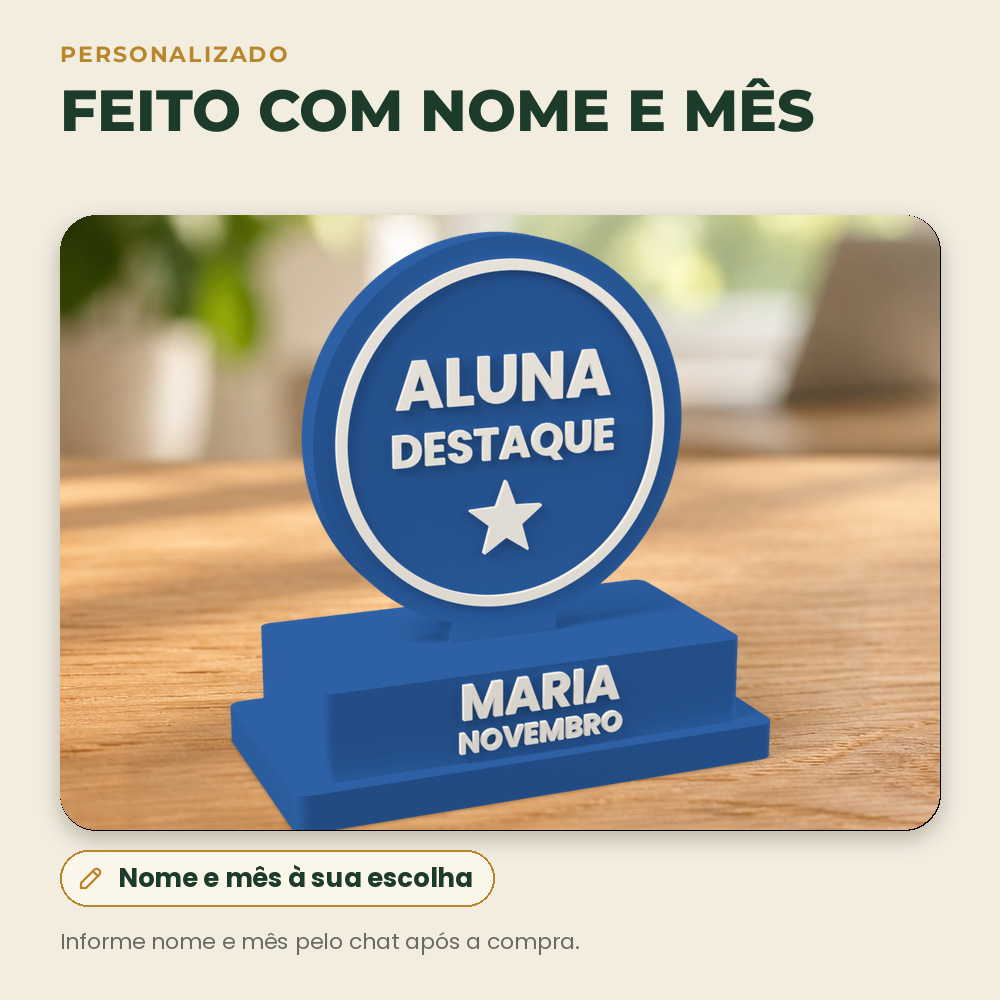 PERSONALIZADO
FEITO COM NOME E MÊS
ALUNA
DESTAQUE
MARIA
NOVEMBRO
Nome e mês à sua escolha
Informe nome e mês pelo chat após a compra.